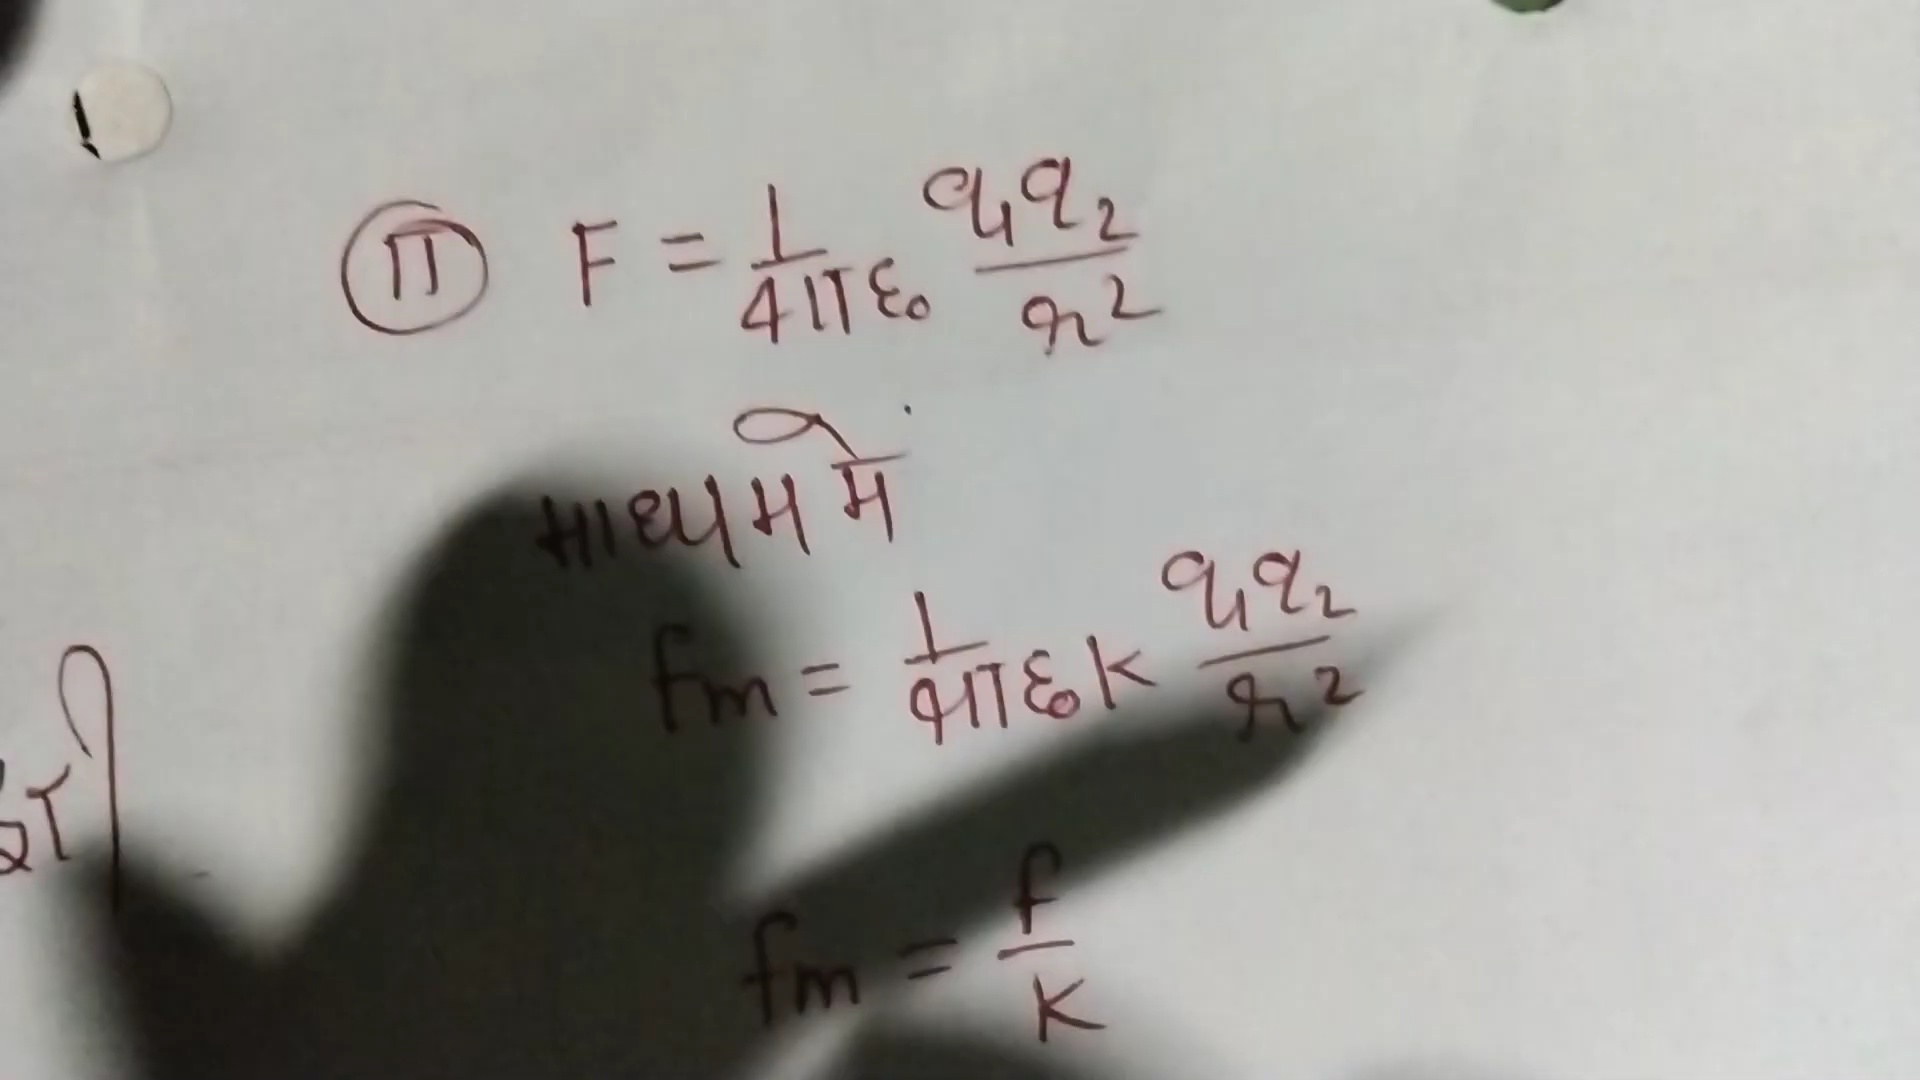 II F = 1/4πε₀ q₁q₂/r²
माध्यम में
Fm = 1/4πε₀k q₁q₂/r²
fm = f/k